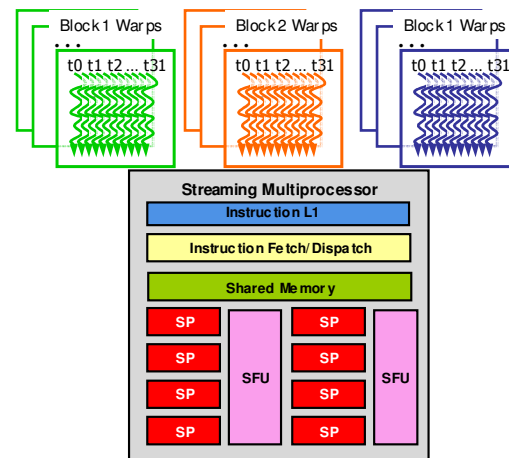 Block 1 Warps Block 2 Warps Block 1 Warps
... ... ...
t0 t1 t2 ... t31 t0 t1 t2 ... t31 t0 t1 t2 ... t31
Streaming Multiprocessor
Instruction L1
Instruction Fetch/Dispatch
Shared Memory
SP SP
SP SP
SFU SFU
SP SP
SP SP